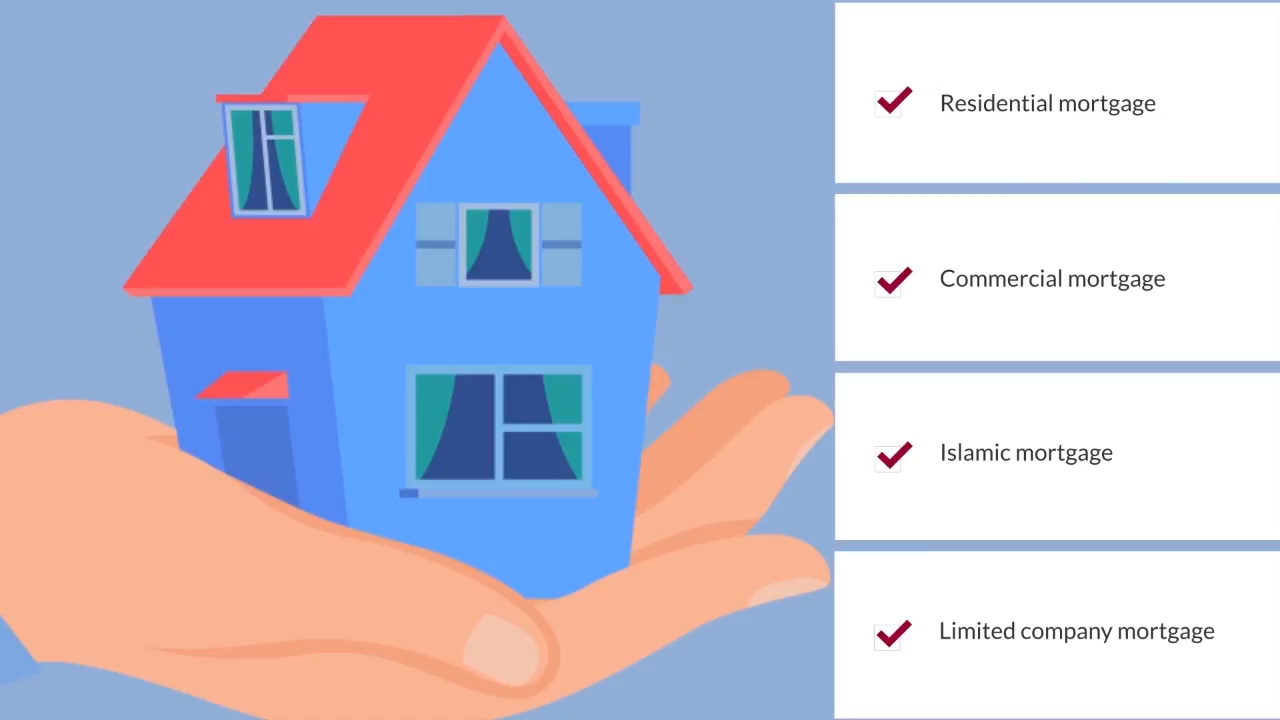 Residential mortgage
Commercial mortgage
Islamic mortgage
Limited company mortgage